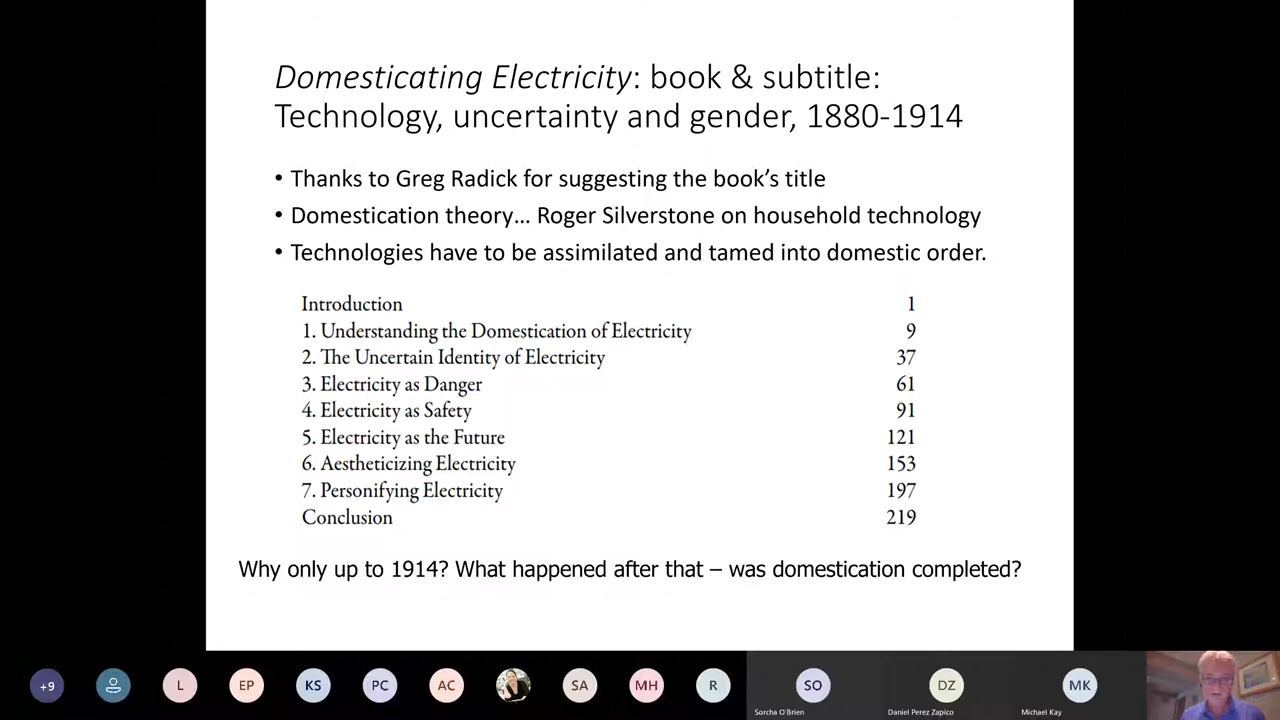 Domesticating Electricity: book & subtitle:
Technology, uncertainty and gender, 1880-1914
• Thanks to Greg Radick for suggesting the book's title
• Domestication theory... Roger Silverstone on household technology
• Technologies have to be assimilated and tamed into domestic order.
Introduction 1
1. Understanding the Domestication of Electricity 9
2. The Uncertain Identity of Electricity 37
3. Electricity as Danger 61
4. Electricity as Safety 91
5. Electricity as the Future 121
6. Aestheticizing Electricity 153
7. Personifying Electricity 197
Conclusion 219
Why only up to 1914? What happened after that – was domestication completed?
+9 L EP KS PC AC SA MH R SO DZ MK
Sorcha O'Brien Daniel Perez Zapico Michael Kay